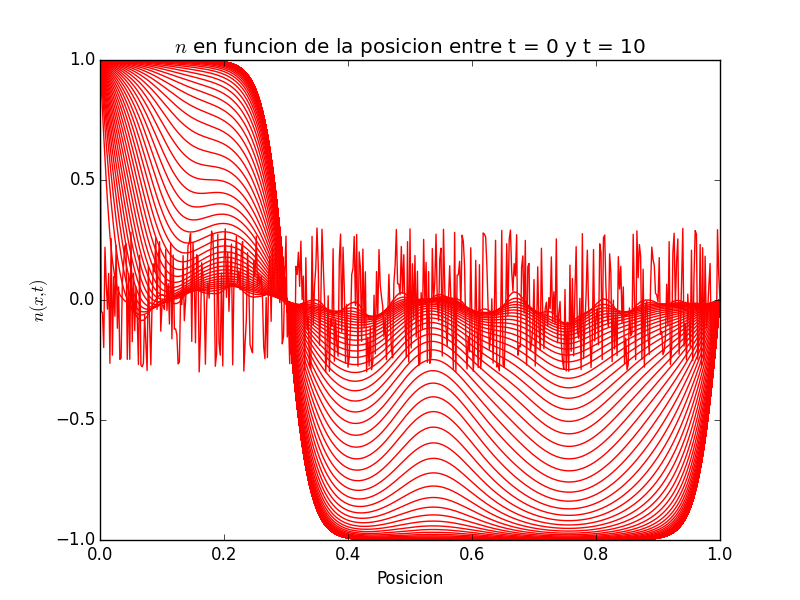 n en funcion de la posicion entre t = 0 y t = 10
1.0
0.5
0.0
−0.5
−1.0
n(x,t)
0.0 0.2 0.4 0.6 0.8 1.0
Posicion